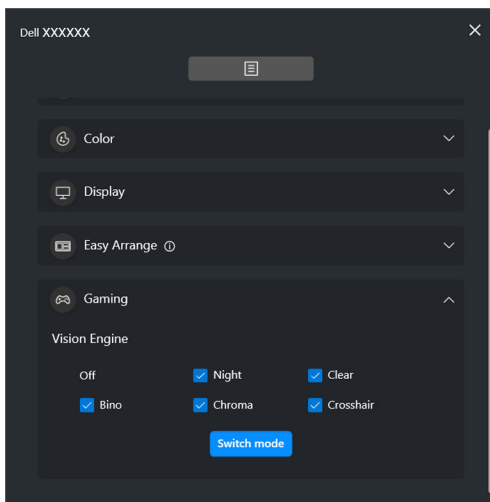 Dell XXXXXX
Color
Display
Easy Arrange
Gaming
Vision Engine
Off Night Clear
Bino Chroma Crosshair
Switch mode